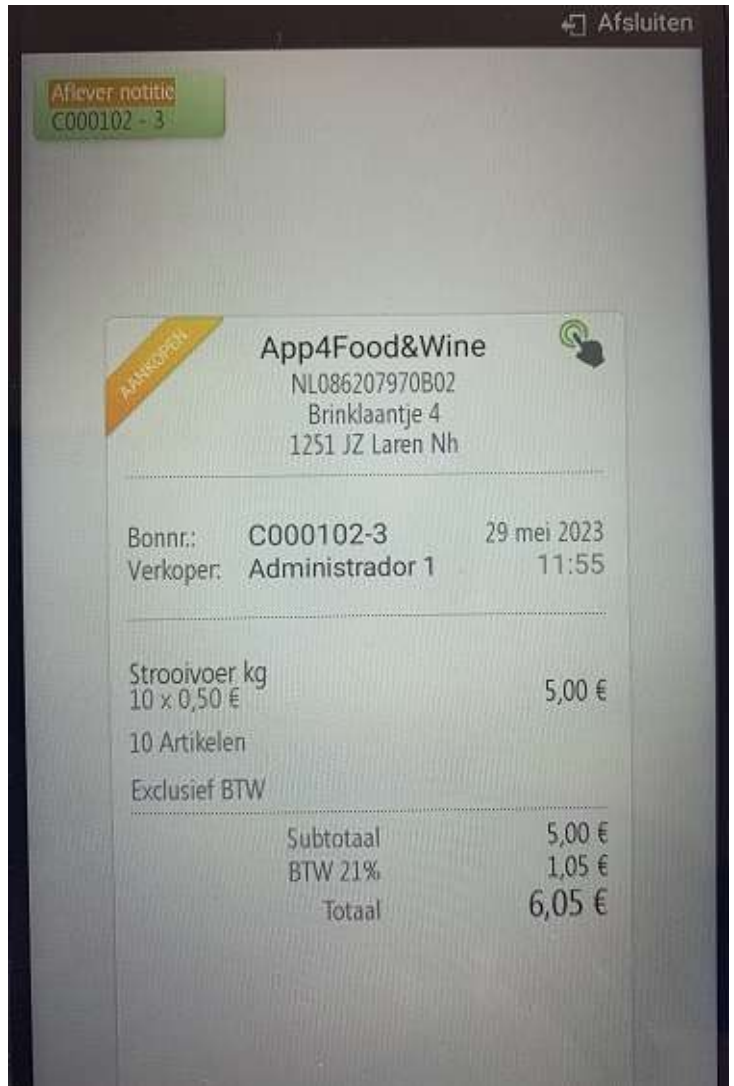 Afsluiten
Aflever notitie
C000102 - 3
AANKOPEN
App4Food&Wine
NL086207970B02
Brinklaantje 4
1251 JZ Laren Nh
Bonnr.: C000102-3 29 mei 2023
Verkoper: Administrador 1 11:55
Strooivoer kg
10 x 0,50 € 5,00 €
10 Artikelen
Exclusief BTW
Subtotaal 5,00 €
BTW 21% 1,05 €
Totaal 6,05 €